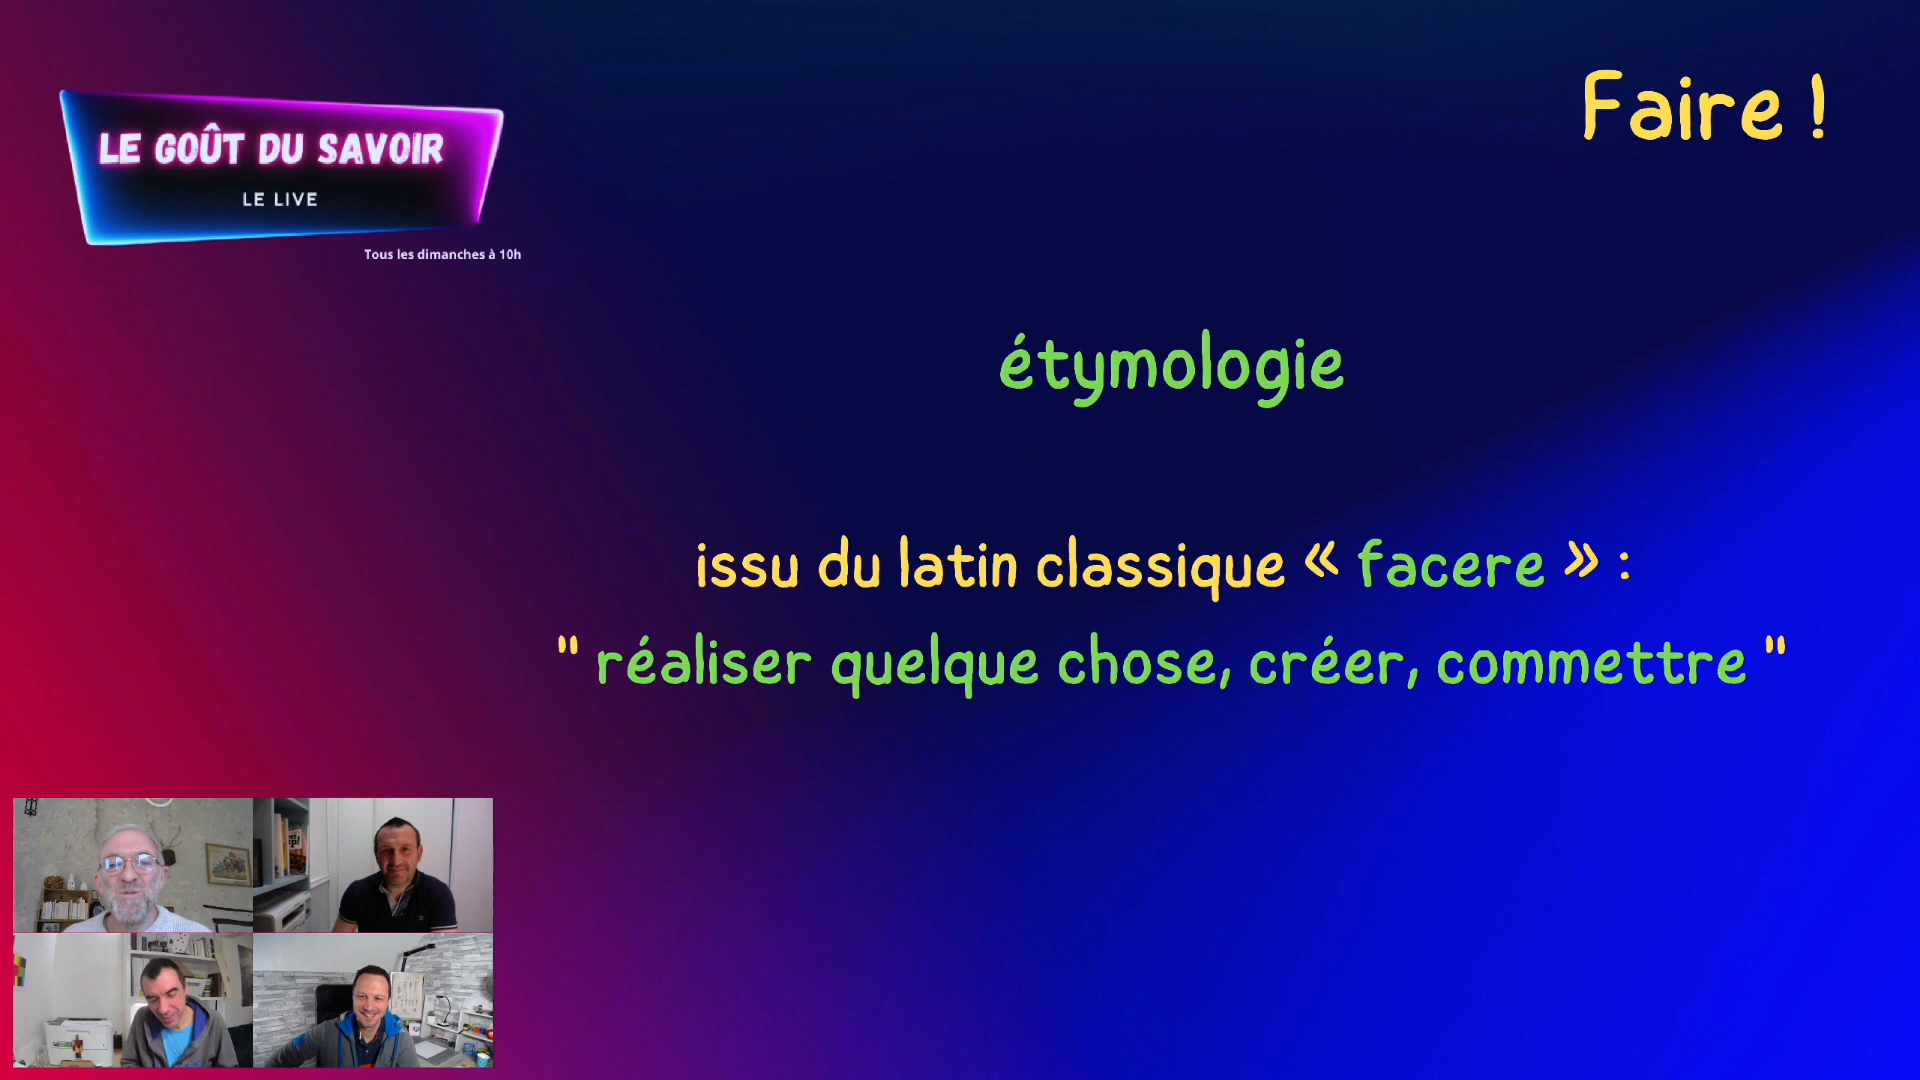 Faire !
LE GOÛT DU SAVOIR
LE LIVE
Tous les dimanches à 10h
étymologie
issu du latin classique « facere » :
" réaliser quelque chose, créer, commettre "